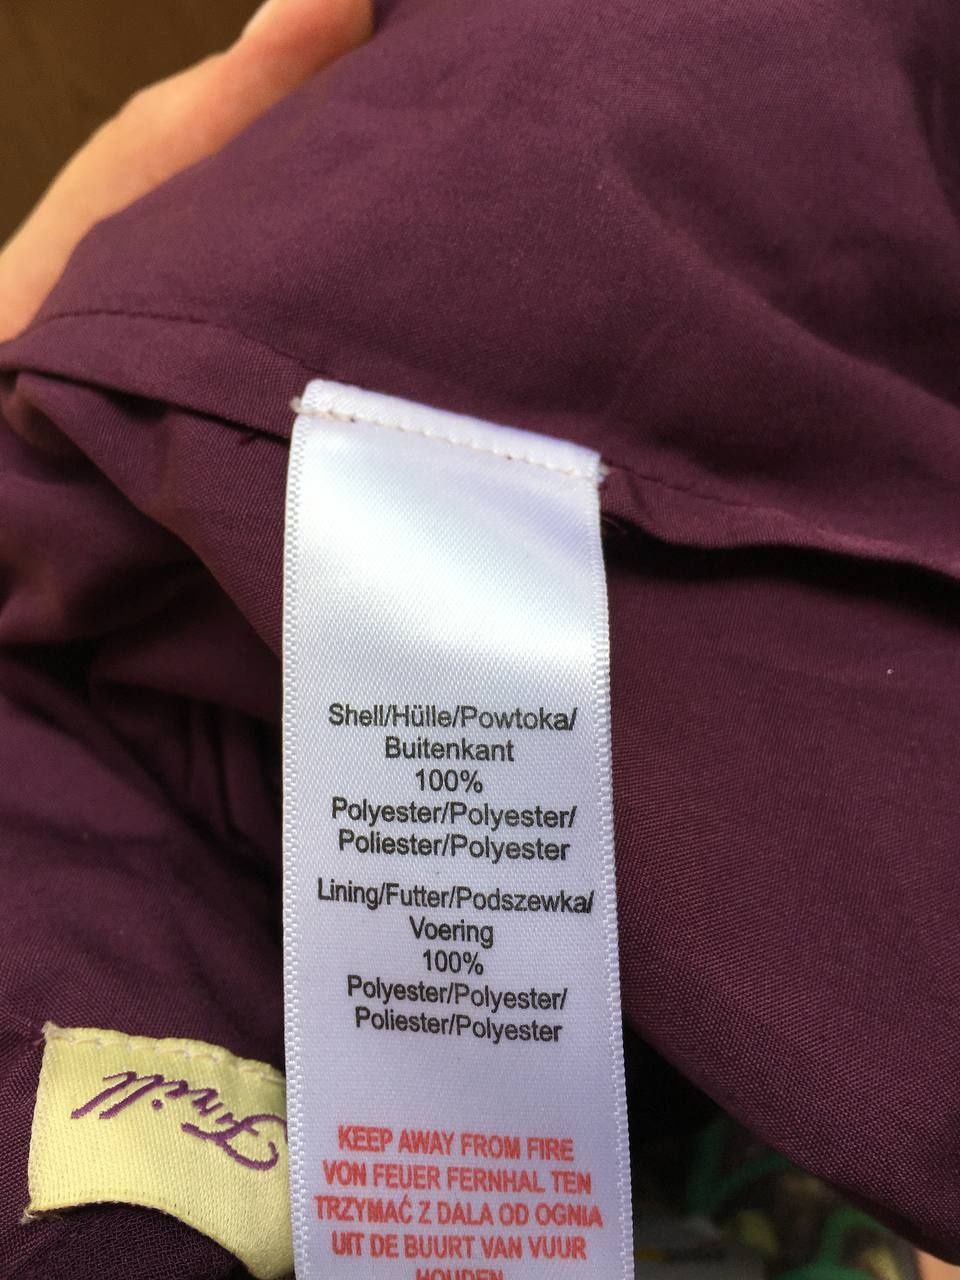 Shell/Hülle/Powtoka/
Buitenkant
100%
Polyester/Polyester/
Poliester/Polyester
Lining/Futter/Podszewka/
Voering
100%
Polyester/Polyester/
Poliester/Polyester
KEEP AWAY FROM FIRE
VON FEUER FERNHAL TEN
TRZYMAĆ Z DALA OD OGNIA
UIT DE BUURT VAN VUUR
HOUDEN
Frill